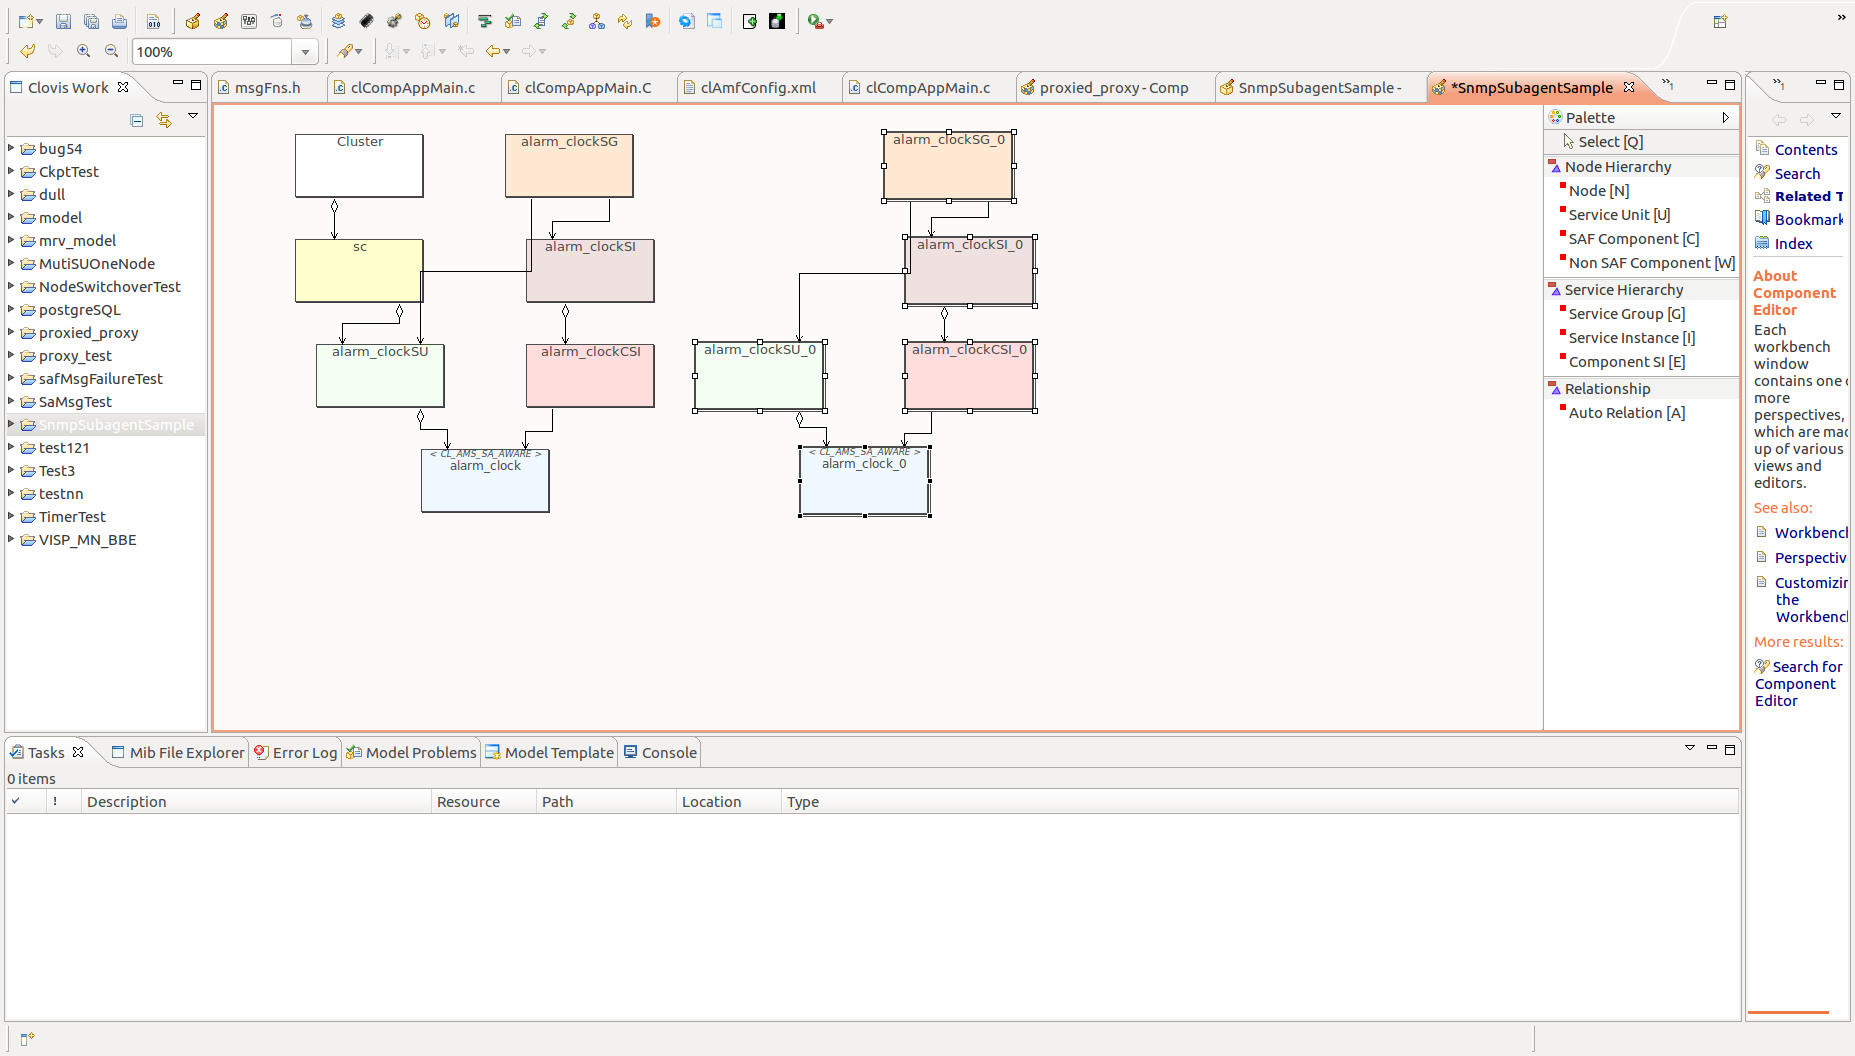 100%
Clovis Work
msgFns.h
clCompAppMain.c
clCompAppMain.C
clAmfConfig.xml
clCompAppMain.c
proxied_proxy - Comp
SnmpSubagentSample -
*SnmpSubagentSample
bug54
CkptTest
dull
model
mrv_model
MutiSUOneNode
NodeSwitchoverTest
postgreSQL
proxied_proxy
proxy_test
safMsgFailureTest
SaMsgTest
SnmpSubagentSample
test121
Test3
testnn
TimerTest
VISP_MN_BBE
Cluster
alarm_clockSG
alarm_clockSG_0
sc
alarm_clockSI
alarm_clockSI_0
alarm_clockSU
alarm_clockCSI
alarm_clockSU_0
alarm_clockCSI_0
< CL_AMS_SA_AWARE >
alarm_clock
< CL_AMS_SA_AWARE >
alarm_clock_0
Palette
Select [Q]
Node Hierarchy
Node [N]
Service Unit [U]
SAF Component [C]
Non SAF Component [W]
Service Hierarchy
Service Group [G]
Service Instance [I]
Component SI [E]
Relationship
Auto Relation [A]
Contents
Search
Related T
Bookmark
Index
About
Component
Editor
Each
workbench
window
contains one o
more
perspectives,
which are mad
up of various
views and
editors.
See also:
Workbenc
Perspectiv
Customizin
the
Workbenc
More results:
Search for
Component
Editor
Tasks
Mib File Explorer
Error Log
Model Problems
Model Template
Console
0 items
! Description Resource Path Location Type